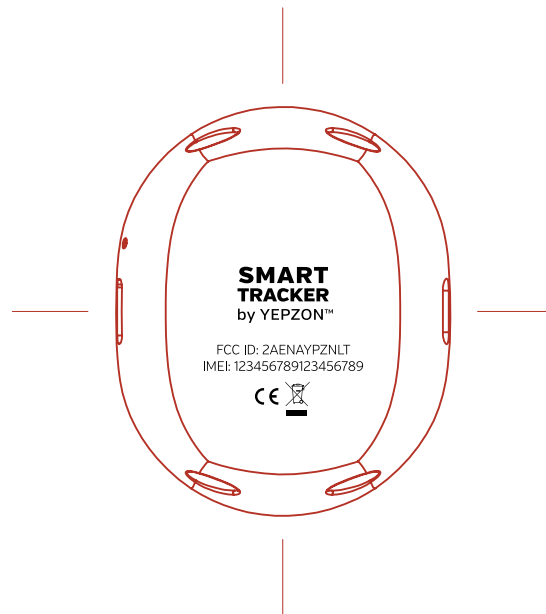 SMART
TRACKER
by YEPZON™
FCC ID: 2AENAYPZNLT
IMEI: 123456789123456789
CE